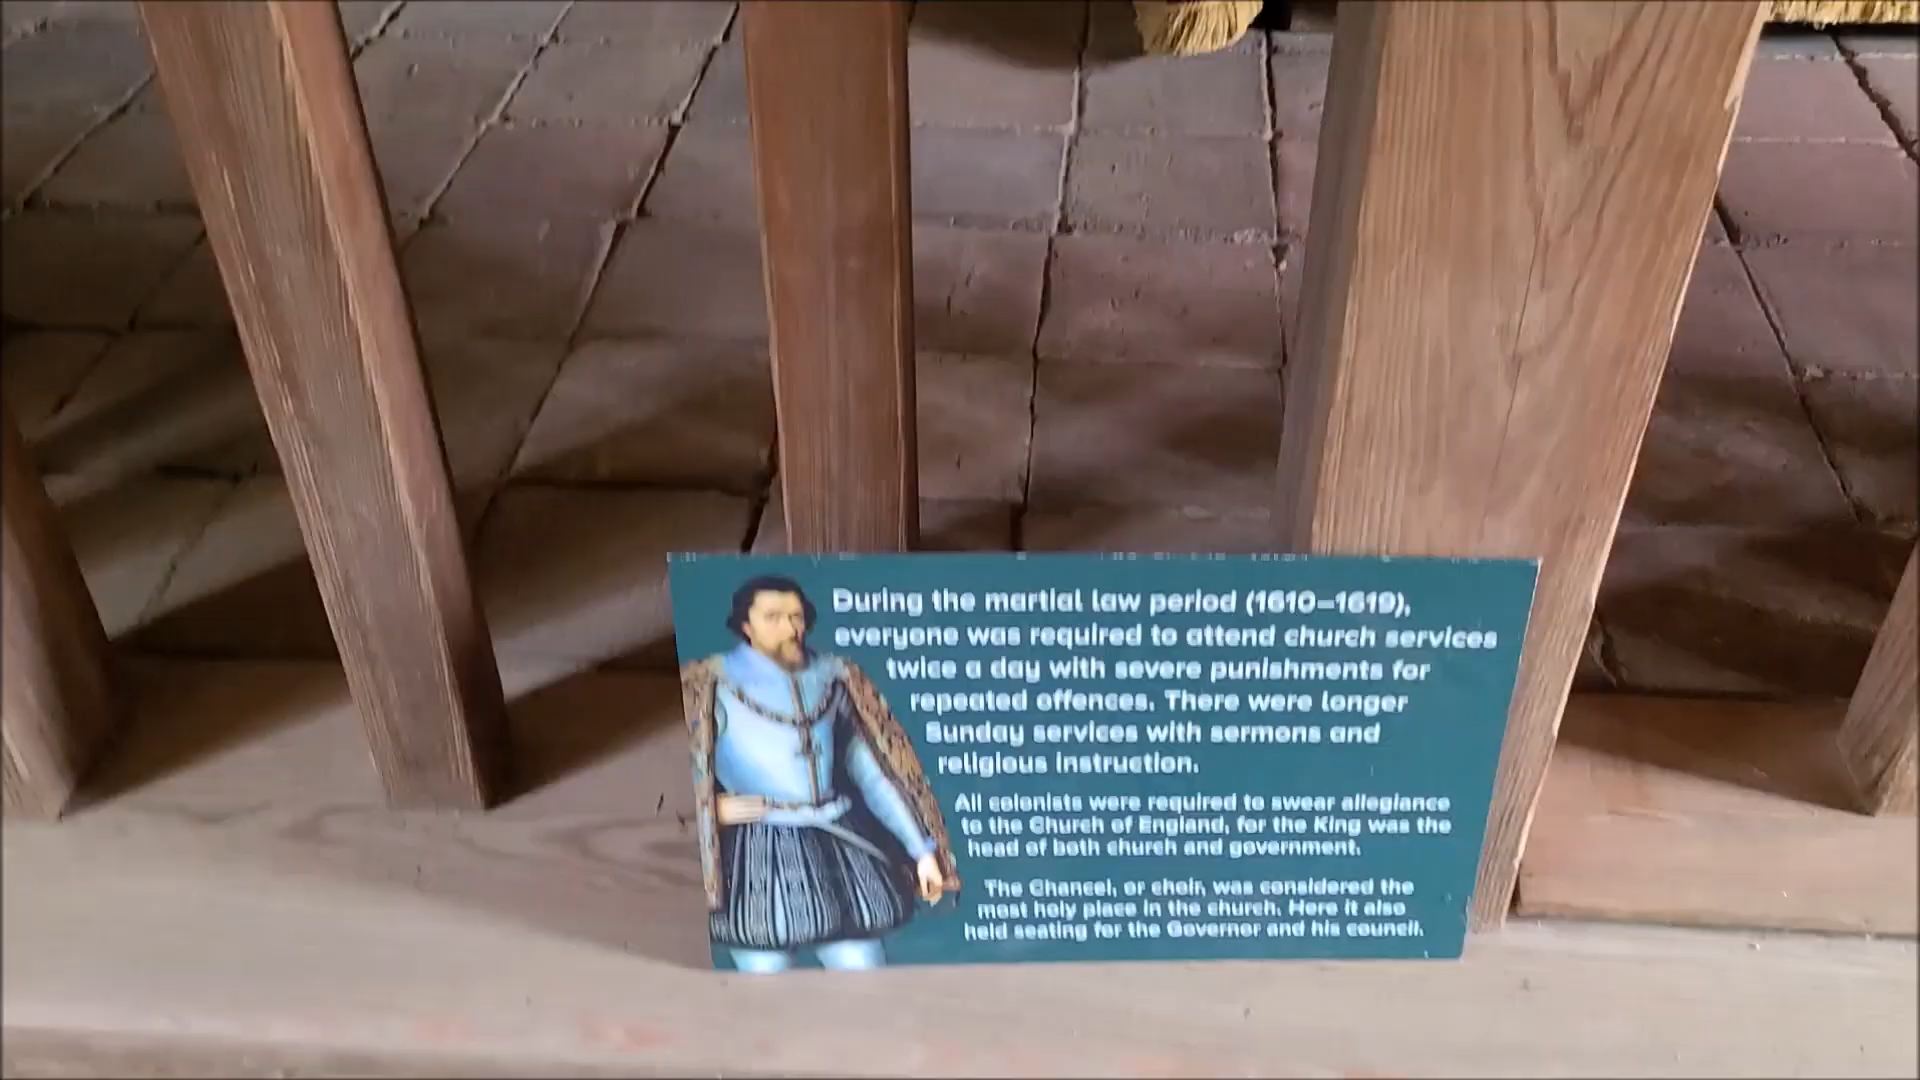 During the martial law period (1610–1619),
everyone was required to attend church services
twice a day with severe punishments for
repeated offences. There were longer
Sunday services with sermons and
religious instruction.
All colonists were required to swear allegiance
to the Church of England, for the King was the
head of both church and government.
The Chancel, or choir, was considered the
most holy place in the church. Here it also
held seating for the Governor and his council.